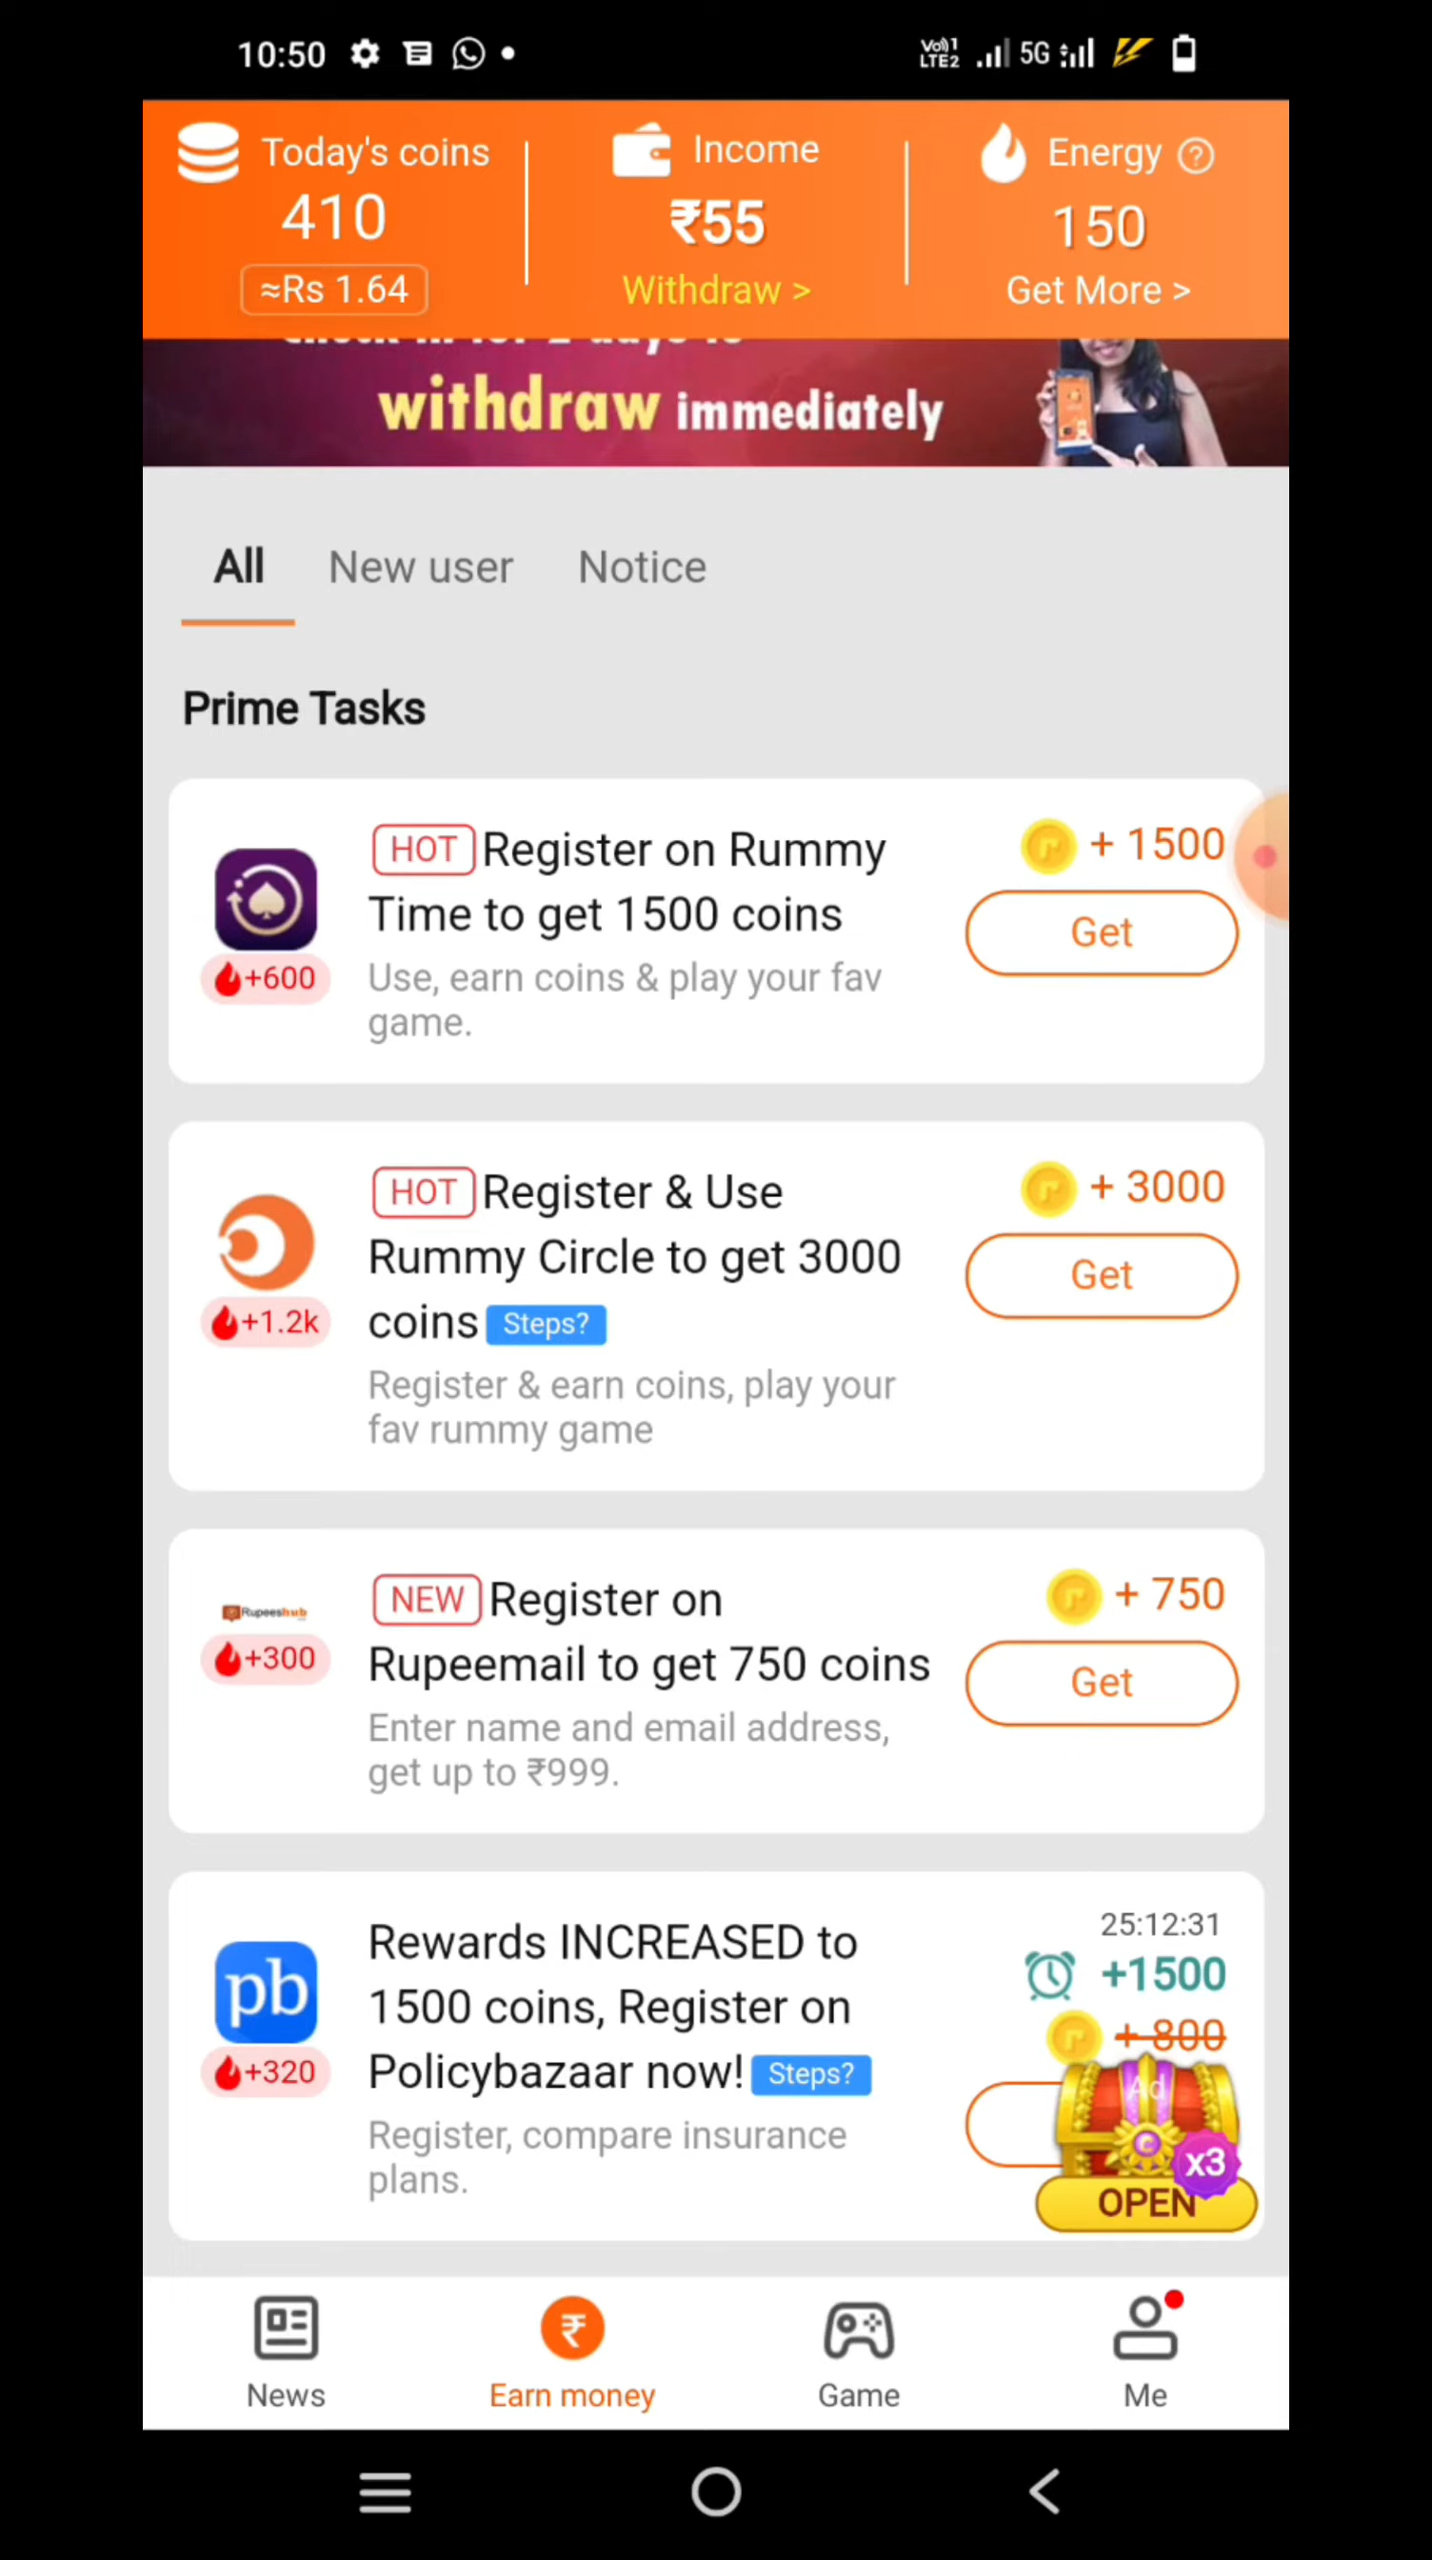 10:50
Vo)) 1
LTE2
5G
Today's coins
Income
Energy ?
410
₹55
150
≈Rs 1.64
Withdraw >
Get More >
withdraw immediately
All
New user
Notice
Prime Tasks
HOT Register on Rummy
Time to get 1500 coins
Use, earn coins & play your fav
game.
+600
+ 1500
Get
HOT Register & Use
Rummy Circle to get 3000
coins Steps?
Register & earn coins, play your
fav rummy game
+1.2k
+ 3000
Get
Rupeeshub
+300
NEW Register on
Rupeemail to get 750 coins
Enter name and email address,
get up to ₹999.
+ 750
Get
pb
+320
Rewards INCREASED to
1500 coins, Register on
Policybazaar now! Steps?
Register, compare insurance
plans.
25:12:31
+1500
+ 800
Ad
x3
OPEN
News
₹
Earn money
Game
Me